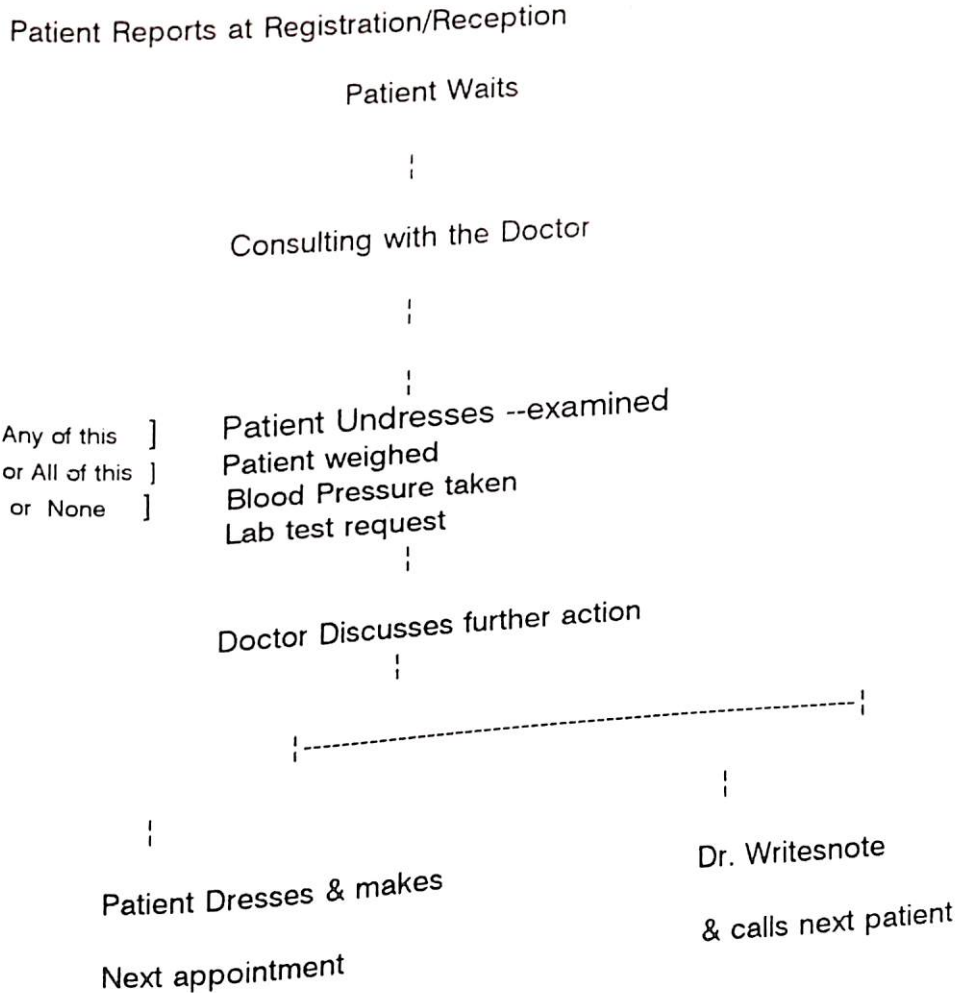 Patient Reports at Registration/Reception
Patient Waits
Consulting with the Doctor
Any of this ] Patient Undresses --examined
or All of this ] Patient weighed
or None ] Blood Pressure taken
Lab test request
Doctor Discusses further action
Patient Dresses & makes
Next appointment
Dr. Writesnote
& calls next patient